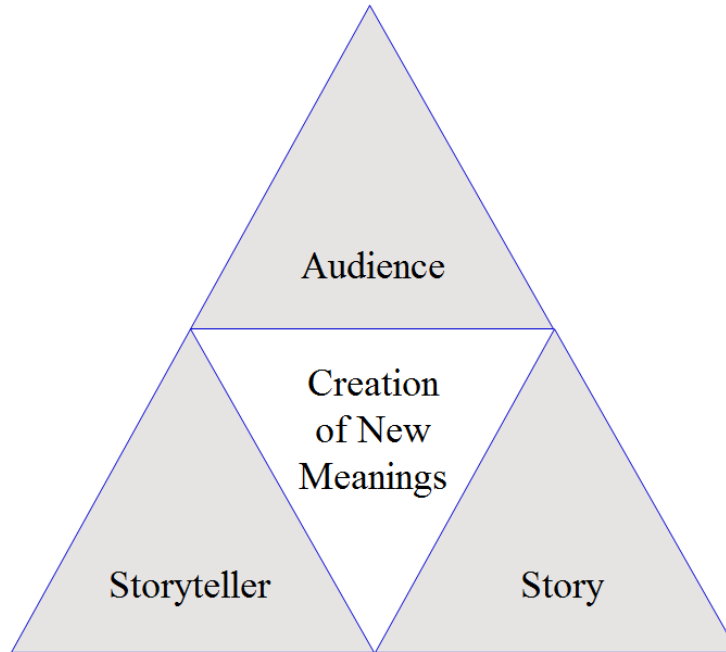 Audience
Creation
of New
Meanings
Storyteller
Story